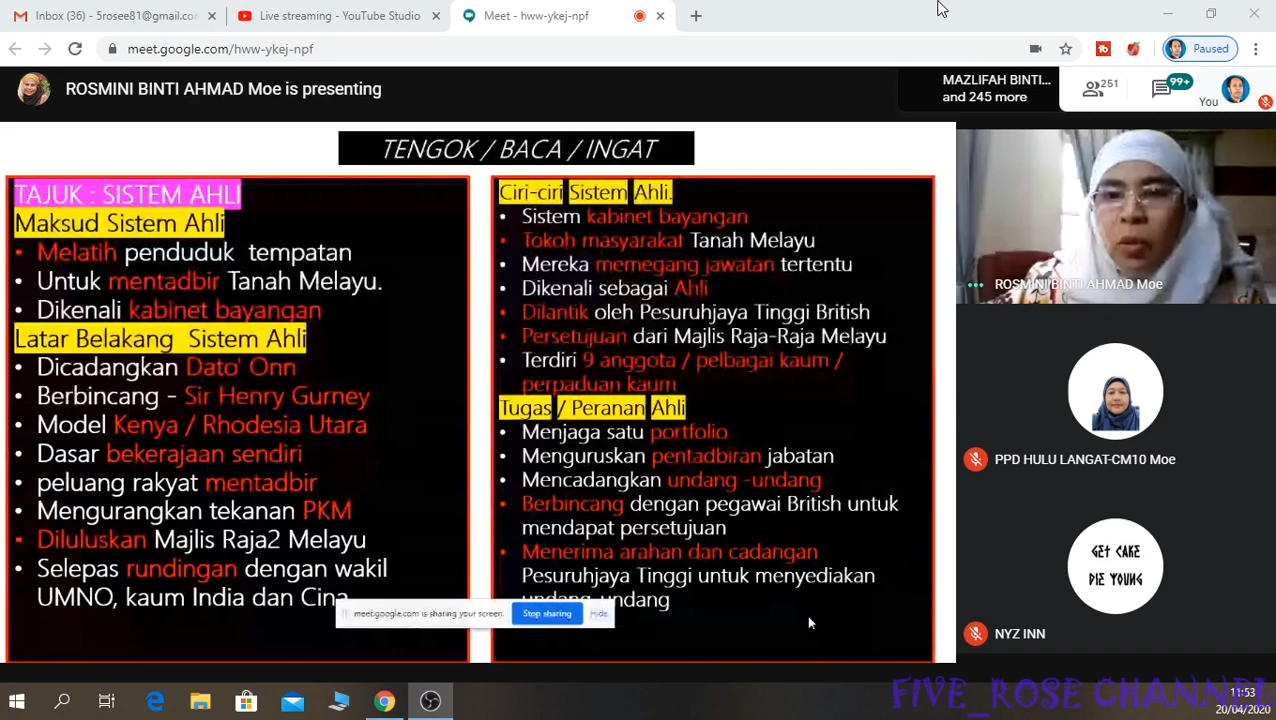 Inbox (36) - 5rosee81@gmail.co
Live streaming - YouTube Studio
Meet - hww-ykej-npf
meet.google.com/hww-ykej-npf
Paused
ROSMINI BINTI AHMAD Moe is presenting
MAZLIFAH BINTI...
and 245 more
251
99+
You
TENGOK / BACA / INGAT
TAJUK : SISTEM AHLI
Maksud Sistem Ahli
• Melatih penduduk tempatan
• Untuk mentadbir Tanah Melayu.
• Dikenali kabinet bayangan
Latar Belakang Sistem Ahli
• Dicadangkan Dato' Onn
• Berbincang - Sir Henry Gurney
• Model Kenya / Rhodesia Utara
• Dasar bekerajaan sendiri
• peluang rakyat mentadbir
• Mengurangkan tekanan PKM
• Diluluskan Majlis Raja2 Melayu
• Selepas rundingan dengan wakil
UMNO, kaum India dan Cina
Ciri-ciri Sistem Ahli.
• Sistem kabinet bayangan
• Tokoh masyarakat Tanah Melayu
• Mereka memegang jawatan tertentu
• Dikenali sebagai Ahli
• Dilantik oleh Pesuruhjaya Tinggi British
• Persetujuan dari Majlis Raja-Raja Melayu
• Terdiri 9 anggota / pelbagai kaum /
perpaduan kaum
Tugas / Peranan Ahli
• Menjaga satu portfolio
• Menguruskan pentadbiran jabatan
• Mencadangkan undang -undang
• Berbincang dengan pegawai British untuk
mendapat persetujuan
• Menerima arahan dan cadangan
Pesuruhjaya Tinggi untuk menyediakan
undang-undang
meet.google.com is sharing your screen.
Stop sharing
Hide
ROSMINI BINTI AHMAD Moe
PPD HULU LANGAT-CM10 Moe
GET CAKE
DIE YOUNG
NYZ INN
FIVE_ROSE CHANNEL
11:53
20/04/2020